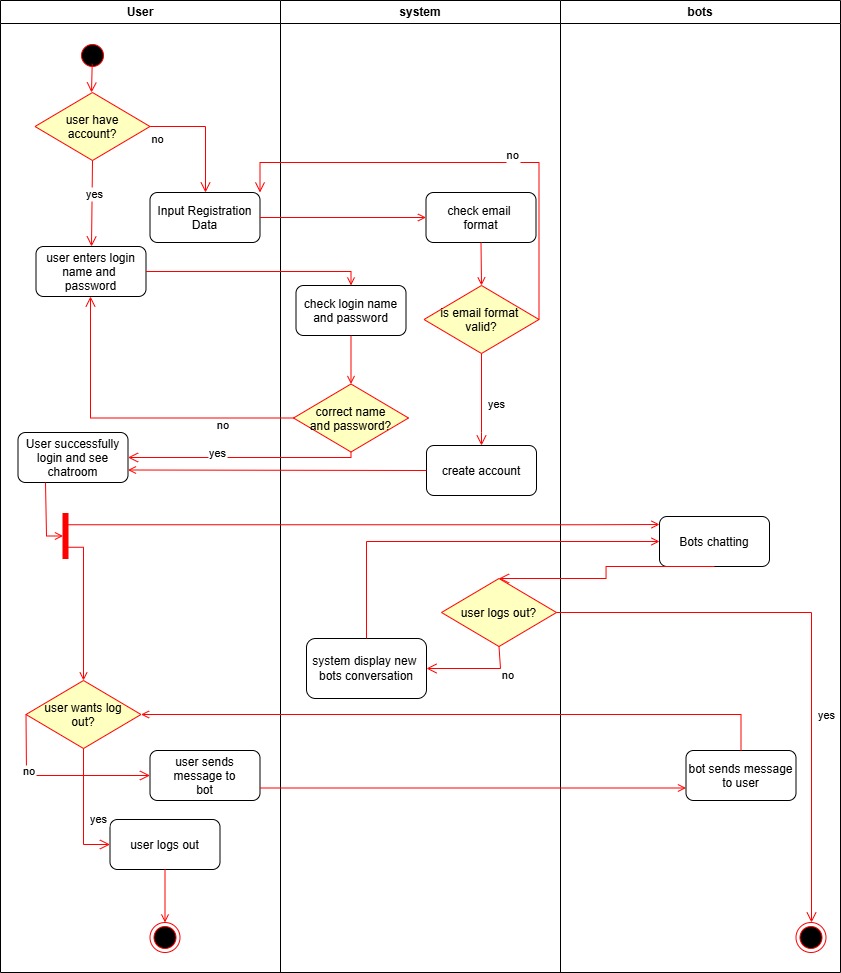 User
system
bots
user have
account?
no
yes
no
Input Registration
Data
check email
format
user enters login
name and
password
check login name
and password
is email format
valid?
yes
correct name
and password?
no
User successfully
login and see
chatroom
yes
create account
Bots chatting
user logs out?
system display new
bots conversation
no
user wants log
out?
yes
no
user sends
message to
bot
bot sends message
to user
yes
user logs out